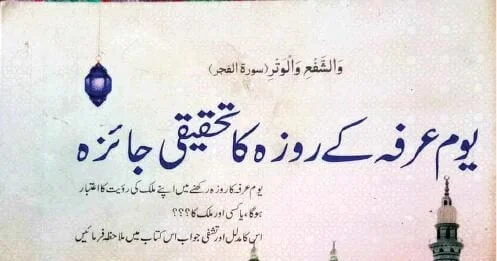 وَالشَّفْعِ وَالْوَتْرِ (سورة الفجر)
یوم عرفہ کے روزہ کا تحقیقی جائزہ
یوم عرفہ کا روزہ رکھنے میں اپنے ملک کی رؤیت کا اعتبار
ہوگا، یا کسی اور ملک کا؟؟؟
اس کا مدلل اور تشفی جواب اس کتاب میں ملاحظہ فرمائیں